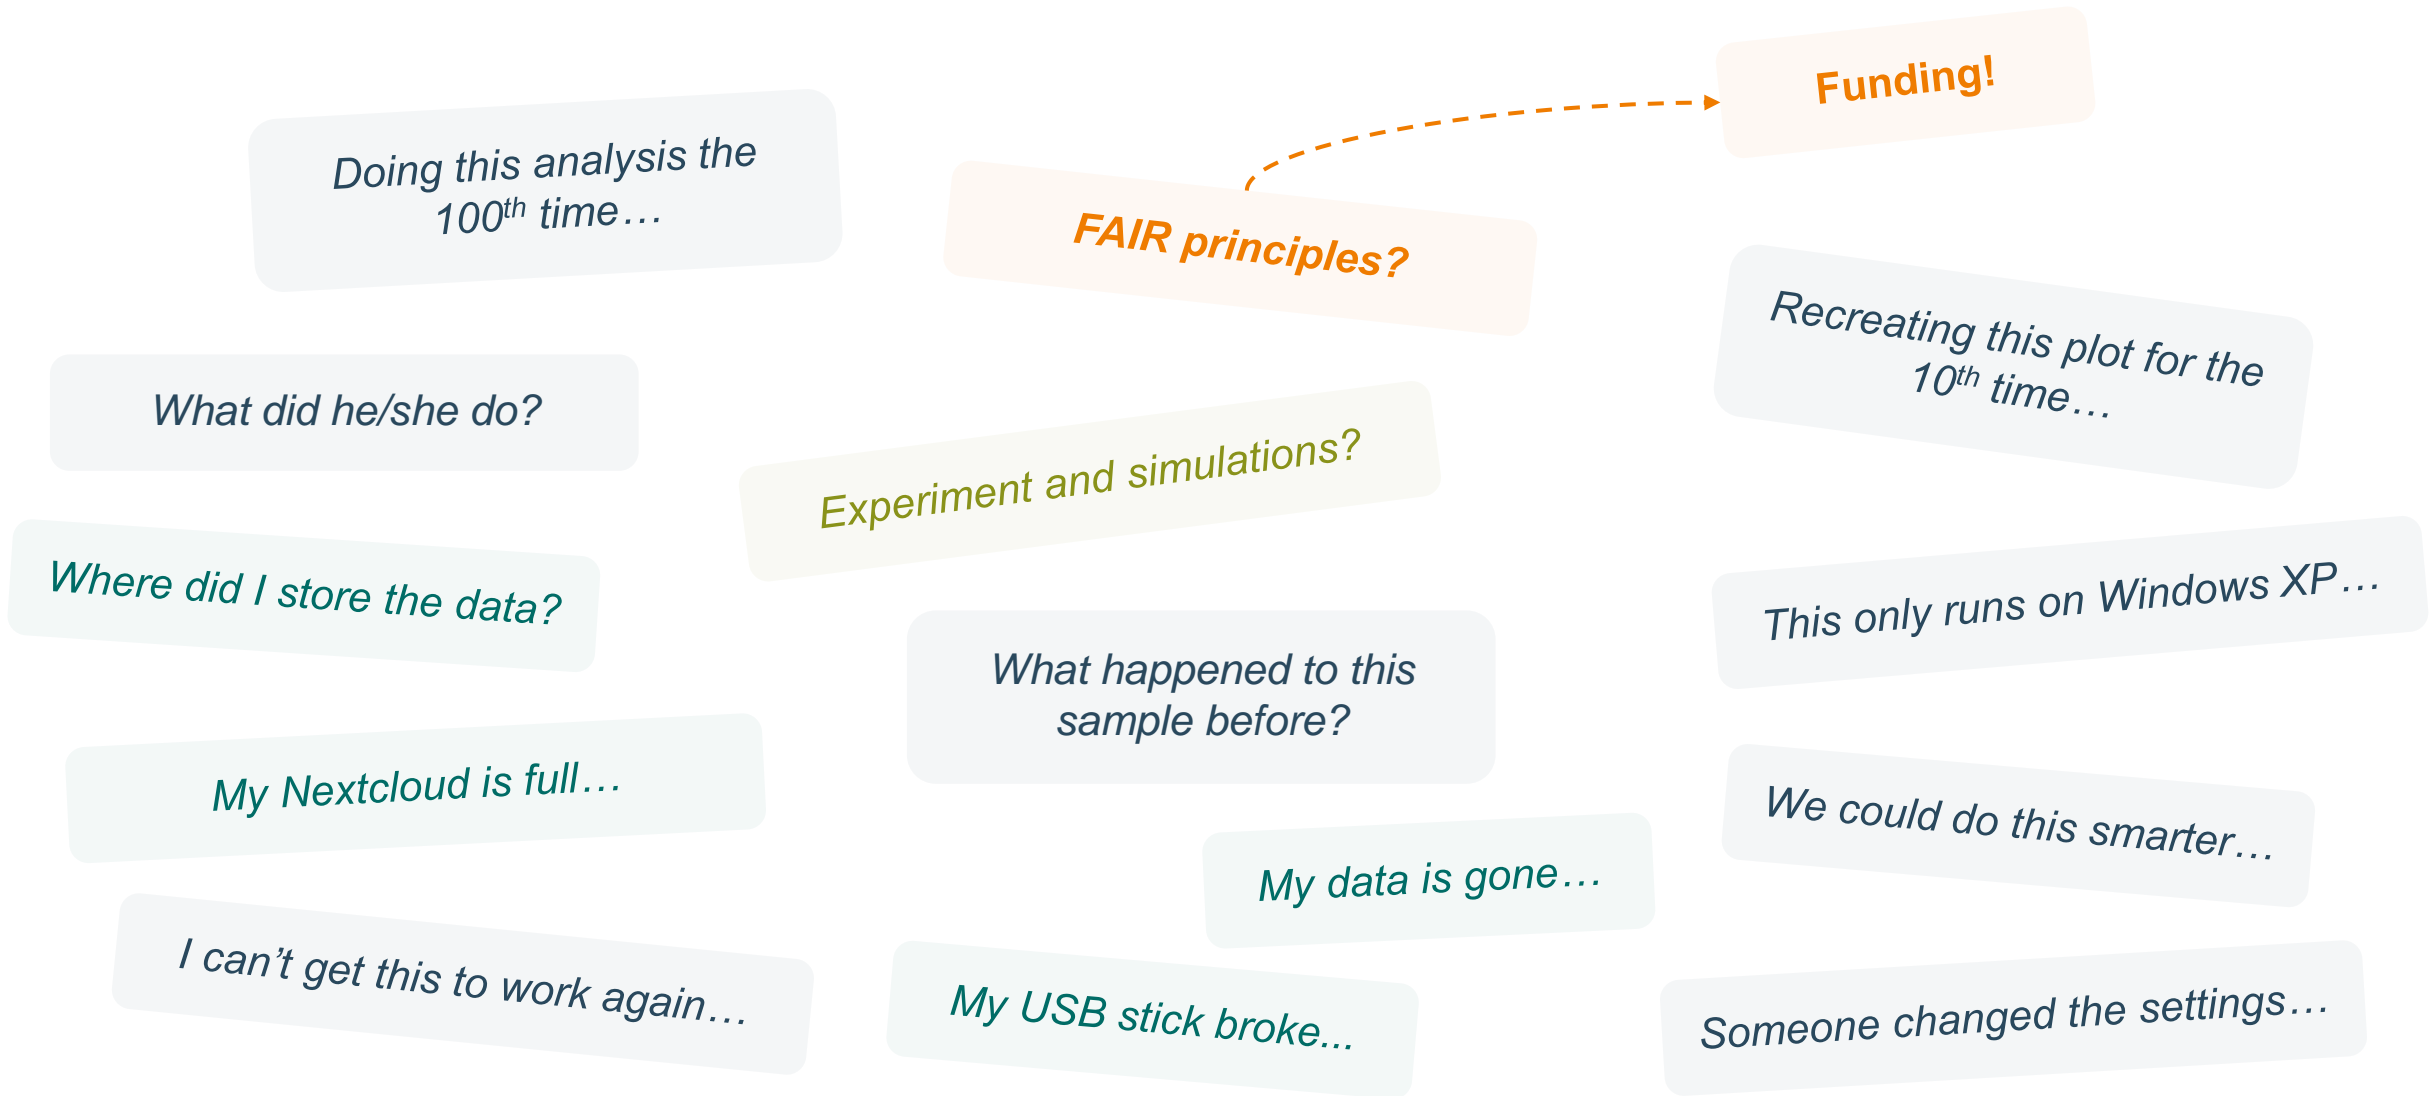 Funding!
Doing this analysis the
100th time…
FAIR principles?
Recreating this plot for the
10th time…
What did he/she do?
Experiment and simulations?
Where did I store the data?
This only runs on Windows XP…
What happened to this
sample before?
My Nextcloud is full…
We could do this smarter…
My data is gone…
I can’t get this to work again…
My USB stick broke...
Someone changed the settings…